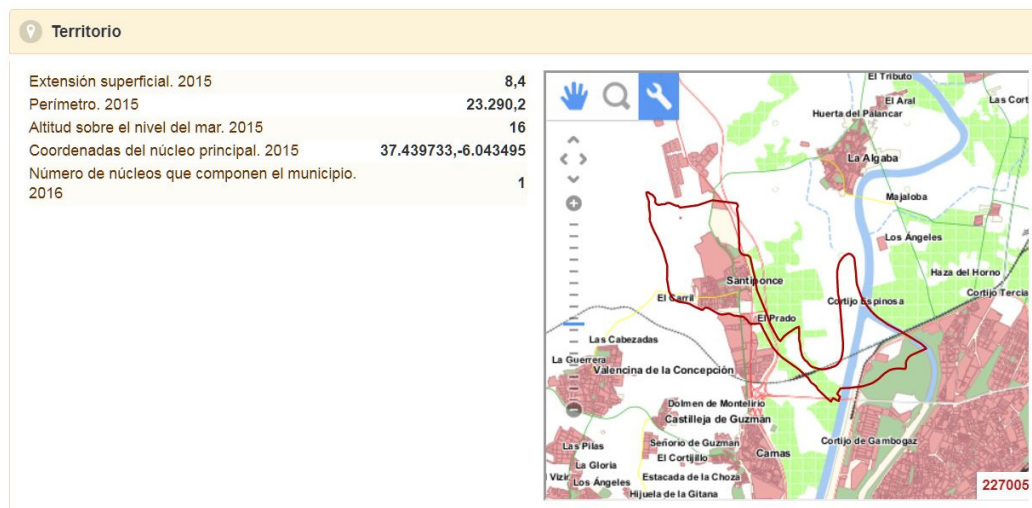 Territorio
Extensión superficial. 2015 8,4
Perímetro. 2015 23.290,2
Altitud sobre el nivel del mar. 2015 16
Coordenadas del núcleo principal. 2015 37.439733,-6.043495
Número de núcleos que componen el municipio.
2016 1
El Tributo
El Aral
Las Cort
Huerta del Palancar
La Algaba
Majaloba
Los Ángeles
Haza del Horno
Santiponce
Cortijo Tercia
El Carril
Cortijo Espinosa
El Prado
Las Cabezadas
La Guerrera
Valencina de la Concepción
Dolmen de Montelirio
Castilleja de Guzmán
Las Pilas
Señorio de Guzmán
Cortijo de Gambogaz
El Cortijillo
Camas
La Gloria
l Vizir
Los Ángeles
Estacada de la Choza
227005
Hijuela de la Gitana